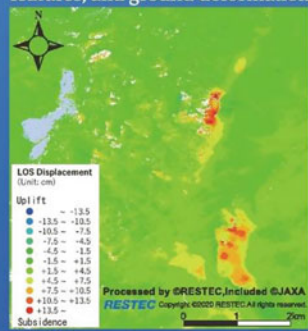 N
LOS Displacement
(Unit: cm)
Uplift
~ -13.5
-13.5 ~ -10.5
-10.5 ~ -7.5
-7.5 ~ -4.5
-4.5 ~ -1.5
-1.5 ~ +1.5
+1.5 ~ +4.5
+4.5 ~ +7.5
+7.5 ~ +10.5
+10.5 ~ +13.5
+13.5 ~
Subsidence
Processed by ©RESTEC,Included ©JAXA
RESTEC Copyright ©2020 RESTEC All rights reserved.
0 1 2km